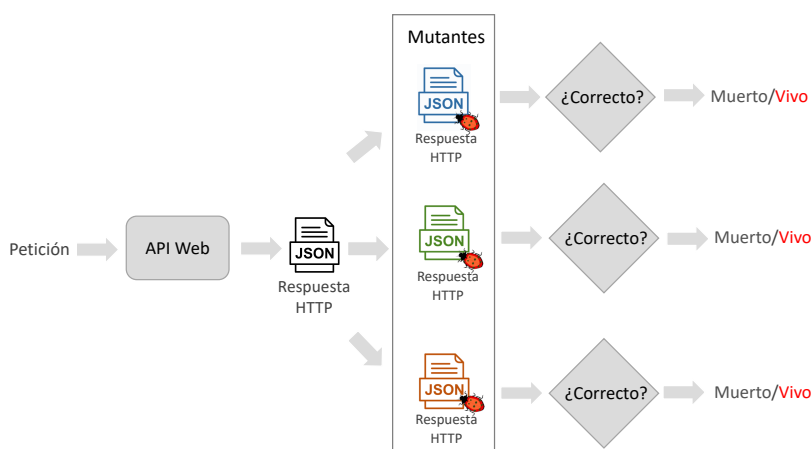 Mutantes
JSON
Respuesta
HTTP
¿Correcto?
Muerto/Vivo
Petición
API Web
JSON
Respuesta
HTTP
JSON
Respuesta
HTTP
¿Correcto?
Muerto/Vivo
JSON
Respuesta
HTTP
¿Correcto?
Muerto/Vivo